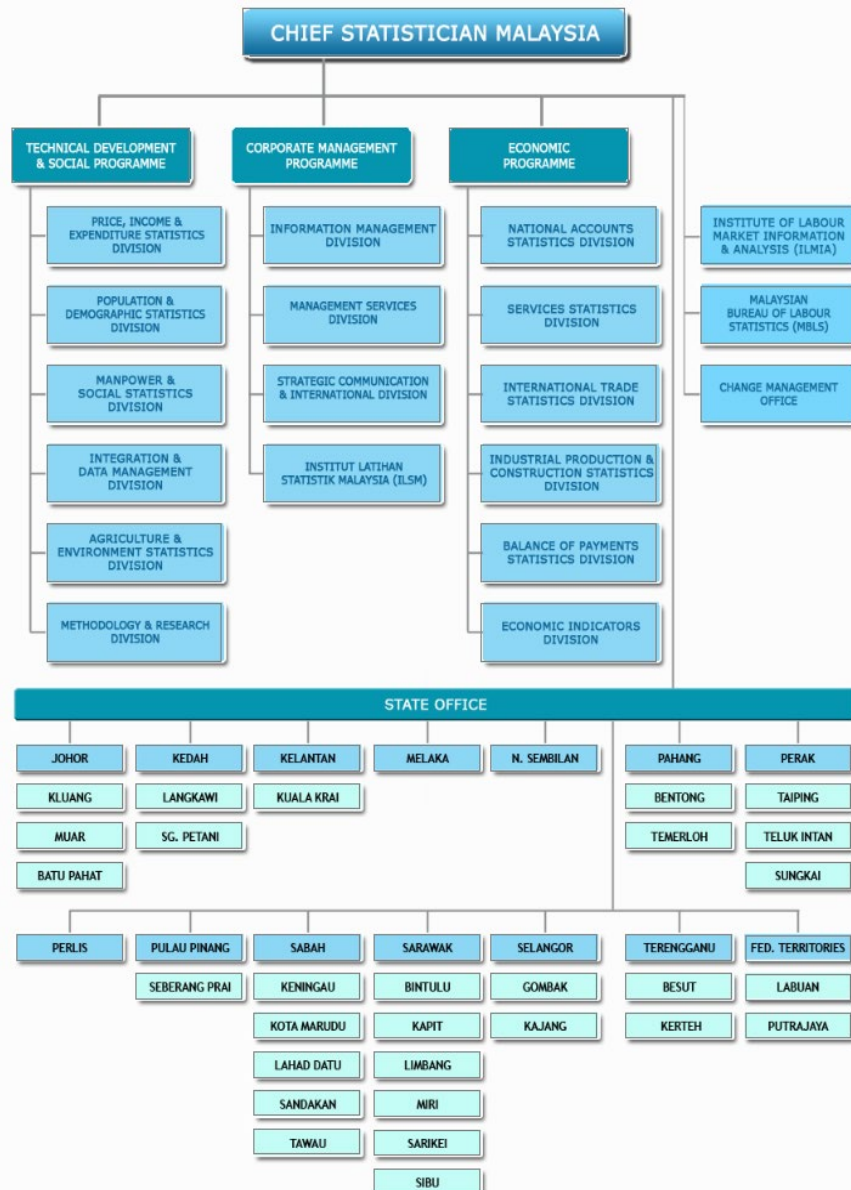 CHIEF STATISTICIAN MALAYSIA
TECHNICAL DEVELOPMENT
& SOCIAL PROGRAMME
PRICE, INCOME &
EXPENDITURE STATISTICS
DIVISION
POPULATION &
DEMOGRAPHIC STATISTICS
DIVISION
MANPOWER &
SOCIAL STATISTICS
DIVISION
INTEGRATION &
DATA MANAGEMENT
DIVISION
AGRICULTURE &
ENVIRONMENT STATISTICS
DIVISION
METHODOLOGY & RESEARCH
DIVISION
CORPORATE MANAGEMENT
PROGRAMME
INFORMATION MANAGEMENT
DIVISION
MANAGEMENT SERVICES
DIVISION
STRATEGIC COMMUNICATION
& INTERNATIONAL DIVISION
INSTITUT LATIHAN
STATISTIK MALAYSIA (ILSM)
ECONOMIC
PROGRAMME
NATIONAL ACCOUNTS
STATISTICS DIVISION
SERVICES STATISTICS
DIVISION
INTERNATIONAL TRADE
STATISTICS DIVISION
INDUSTRIAL PRODUCTION &
CONSTRUCTION STATISTICS
DIVISION
BALANCE OF PAYMENTS
STATISTICS DIVISION
ECONOMIC INDICATORS
DIVISION
INSTITUTE OF LABOUR
MARKET INFORMATION
& ANALYSIS (ILMIA)
MALAYSIAN
BUREAU OF LABOUR
STATISTICS (MBLS)
CHANGE MANAGEMENT
OFFICE
STATE OFFICE
JOHOR
KLUANG
MUAR
BATU PAHAT
KEDAH
LANGKAWI
SG. PETANI
KELANTAN
KUALA KRAI
MELAKA
N. SEMBILAN
PAHANG
BENTONG
TEMERLOH
PERAK
TAIPING
TELUK INTAN
SUNGKAI
PERLIS
PULAU PINANG
SEBERANG PRAI
SABAH
KENINGAU
KOTA MARUDU
LAHAD DATU
SANDAKAN
TAWAU
SARAWAK
BINTULU
KAPIT
LIMBANG
MIRI
SARIKEI
SIBU
SELANGOR
GOMBAK
KAJANG
TERENGGANU
BESUT
KERTEH
FED. TERRITORIES
LABUAN
PUTRAJAYA